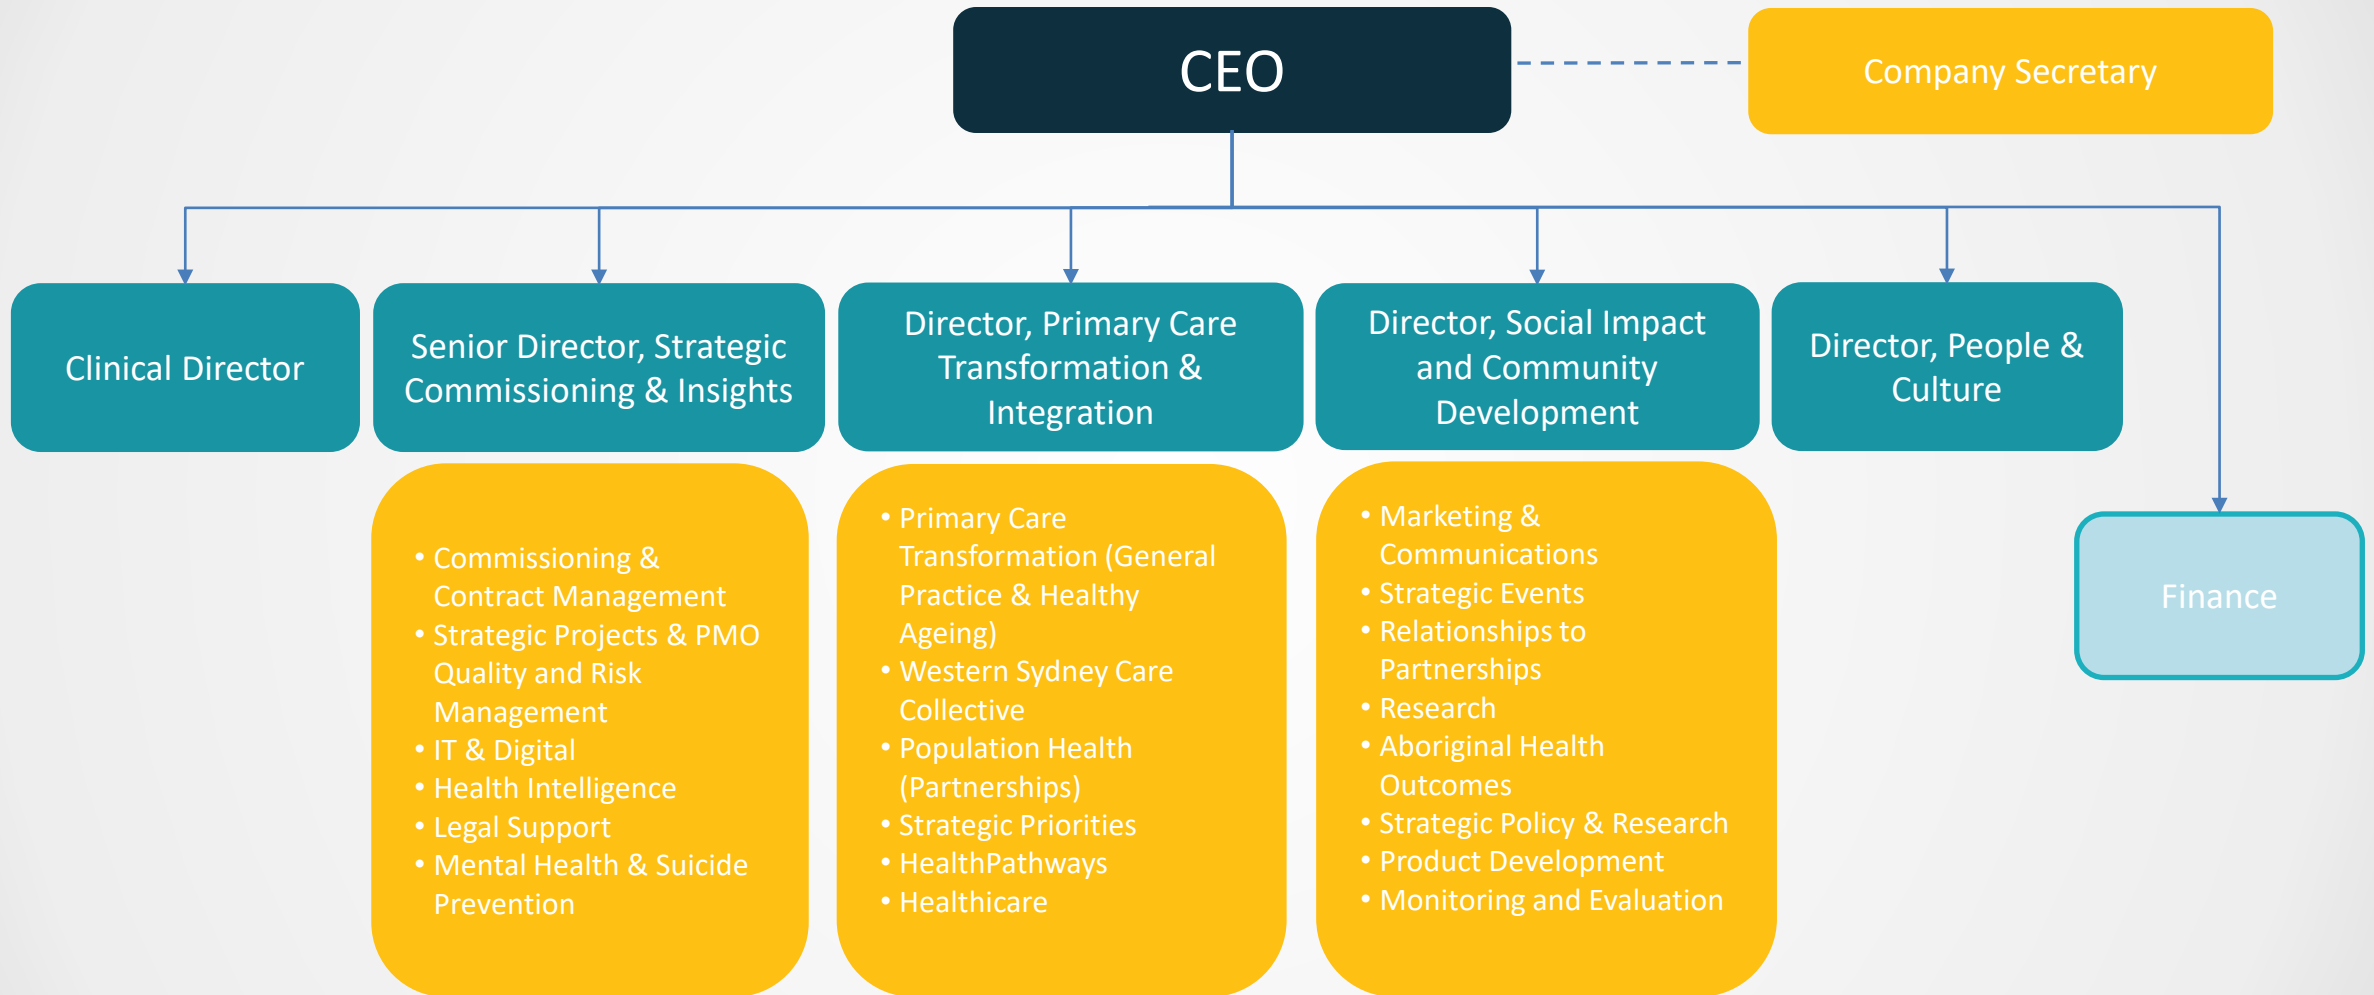 CEO
Company Secretary
Clinical Director
Senior Director, Strategic
Commissioning & Insights
Director, Primary Care
Transformation &
Integration
Director, Social Impact
and Community
Development
Director, People &
Culture
• Commissioning &
Contract Management
• Strategic Projects & PMO
Quality and Risk
Management
• IT & Digital
• Health Intelligence
• Legal Support
• Mental Health & Suicide
Prevention
• Primary Care
Transformation (General
Practice & Healthy
Ageing)
• Western Sydney Care
Collective
• Population Health
(Partnerships)
• Strategic Priorities
• HealthPathways
• Healthicare
• Marketing &
Communications
• Strategic Events
• Relationships to
Partnerships
• Research
• Aboriginal Health
Outcomes
• Strategic Policy & Research
• Product Development
• Monitoring and Evaluation
Finance